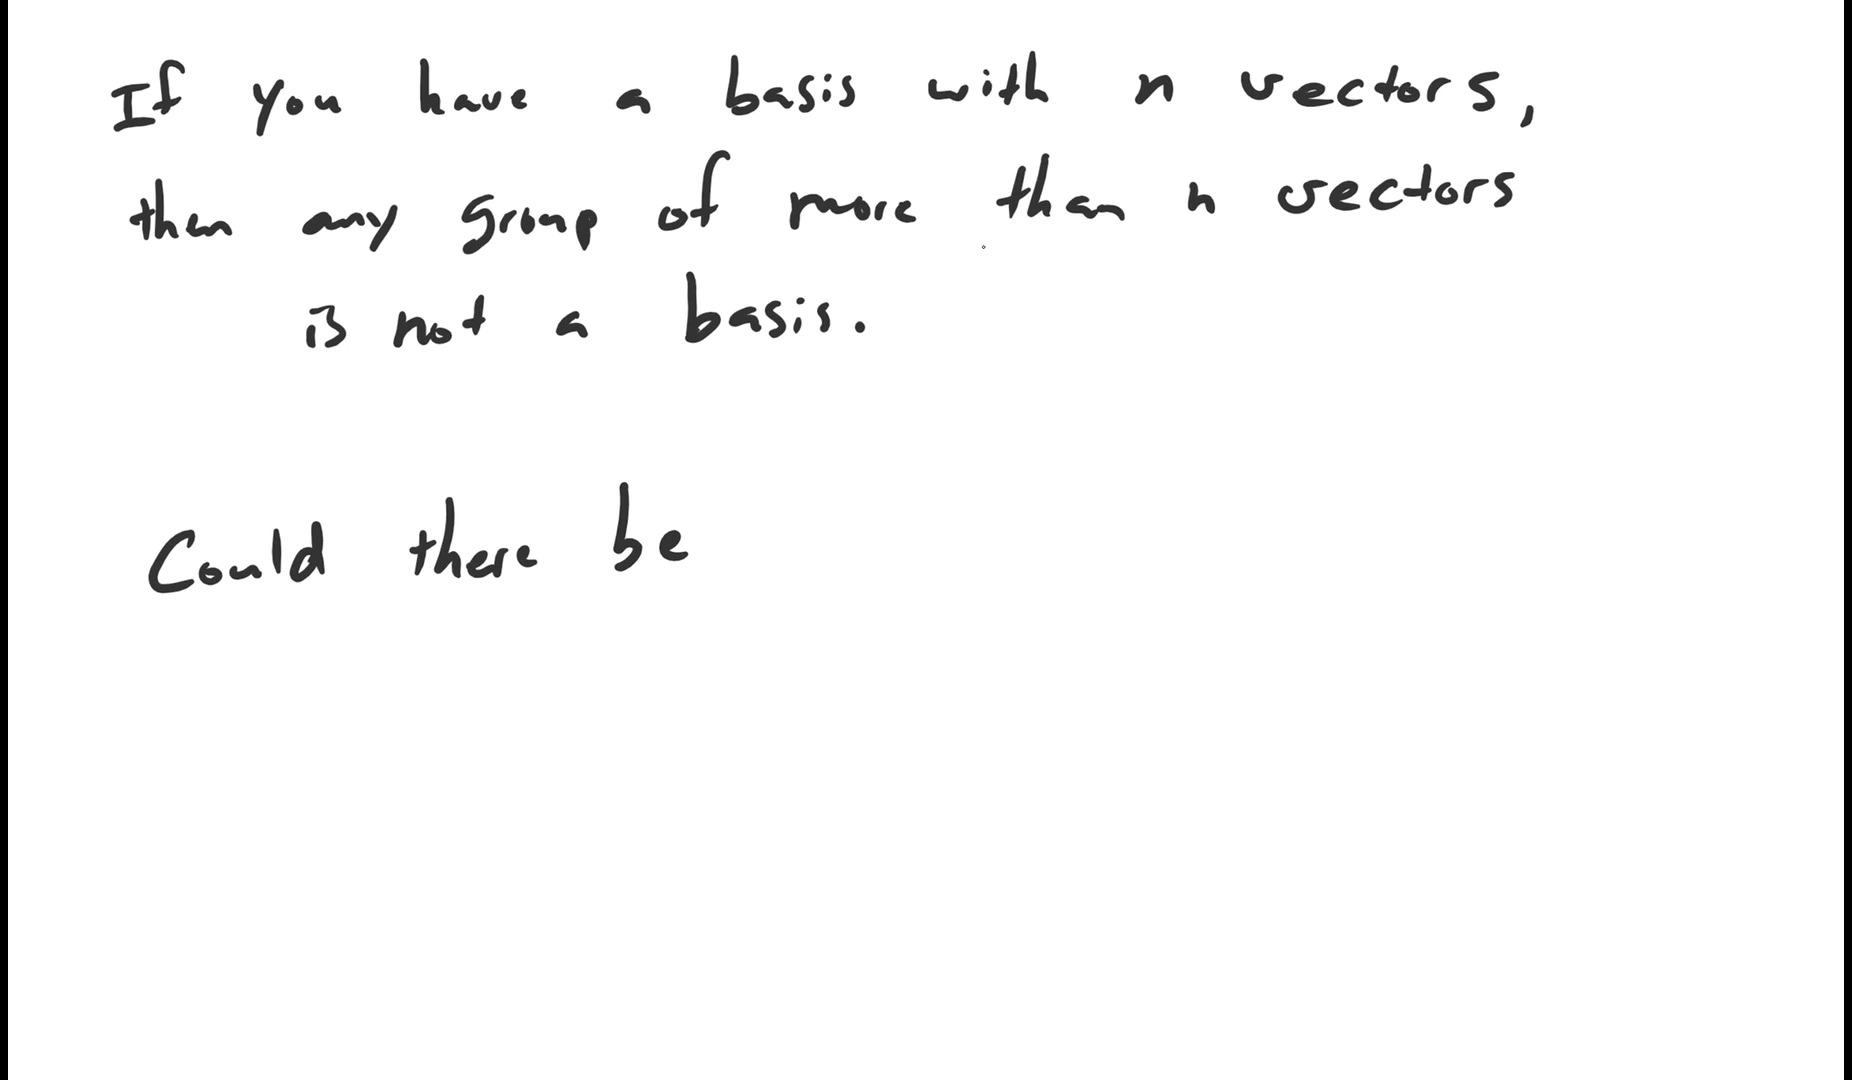 If you have a basis with n vectors,
then any group of more than n vectors
is not a basis.
Could there be